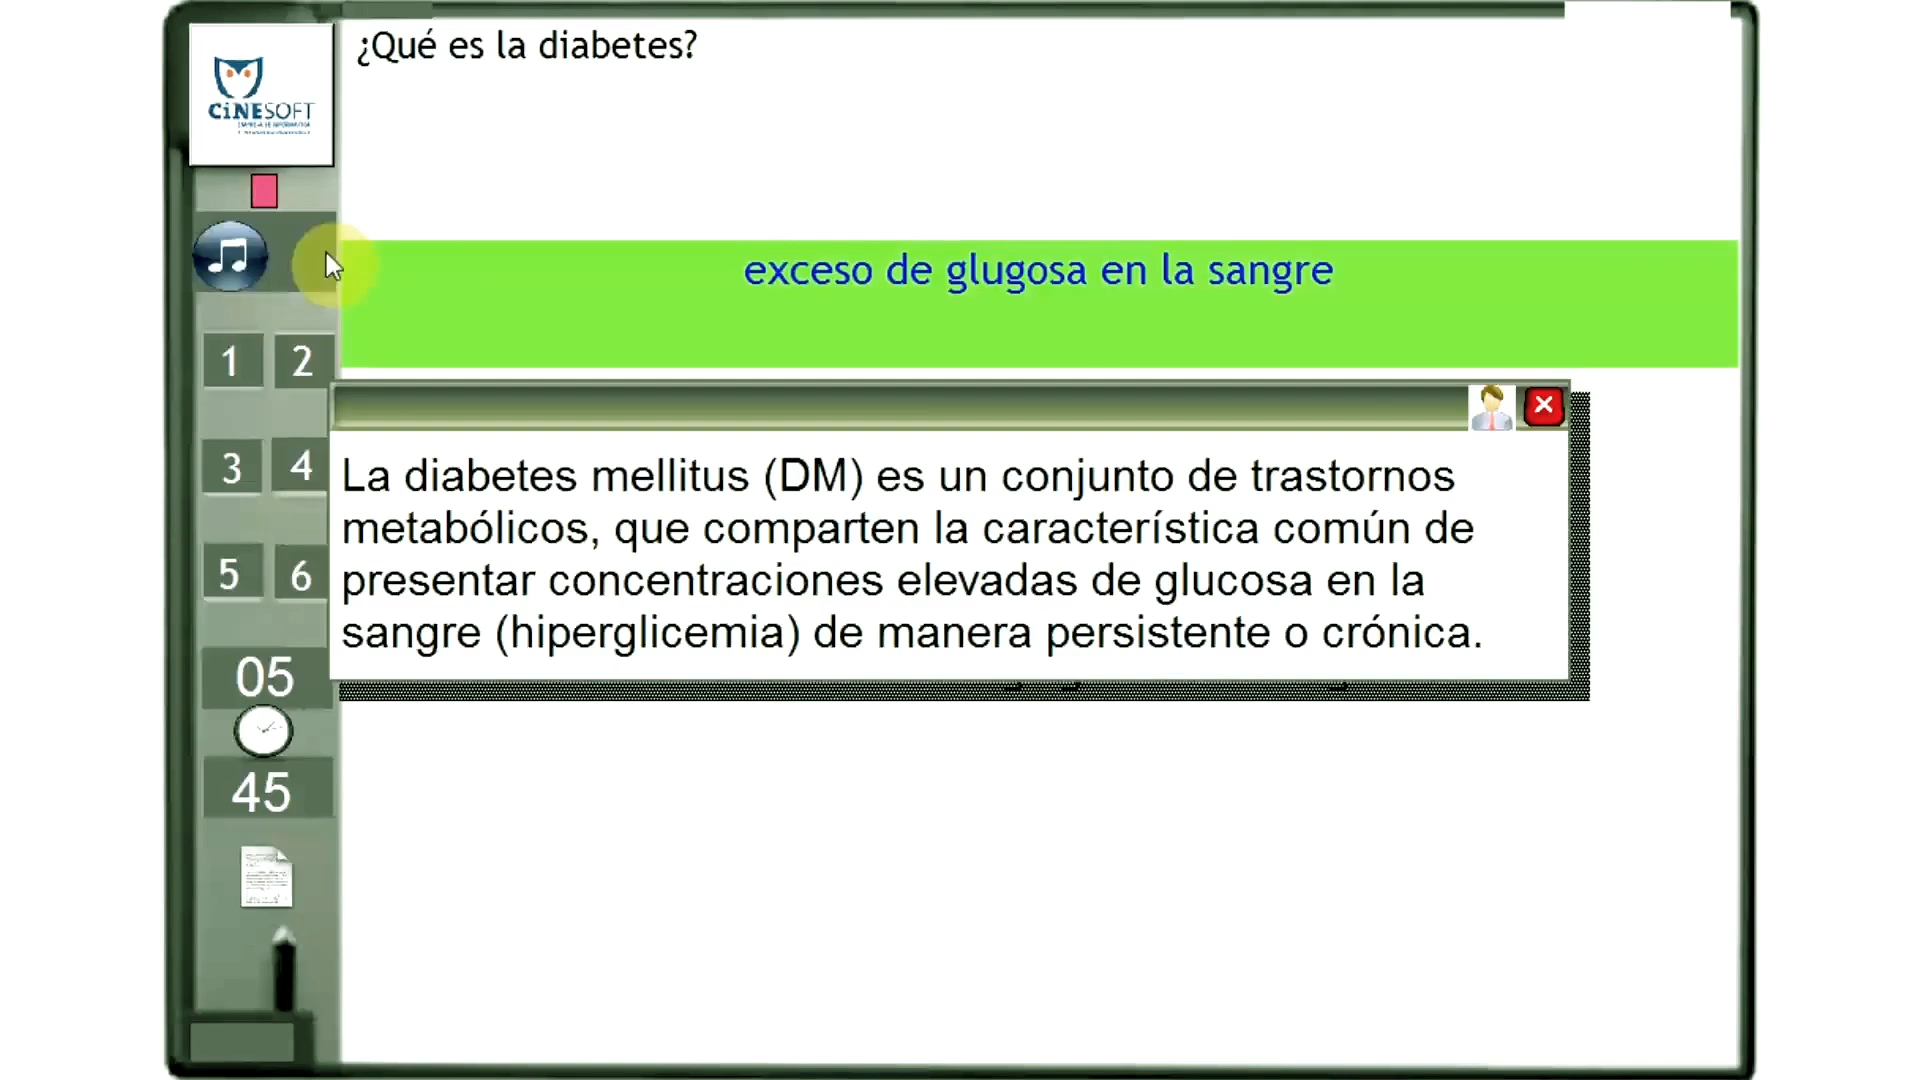 ¿Qué es la diabetes?
CiNESOFT
exceso de glugosa en la sangre
1 2
3 4
5 6
La diabetes mellitus (DM) es un conjunto de trastornos
metabólicos, que comparten la característica común de
presentar concentraciones elevadas de glucosa en la
sangre (hiperglicemia) de manera persistente o crónica.
05
45